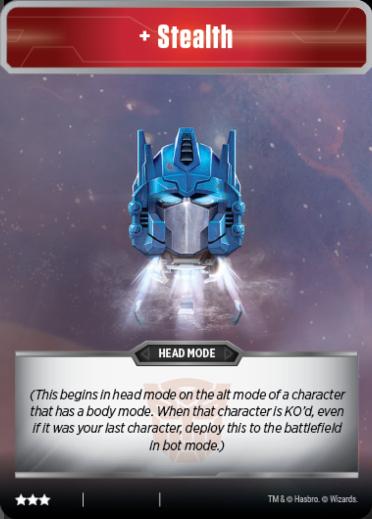 + Stealth
HEAD MODE
(This begins in head mode on the alt mode of a character
that has a body mode. When that character is KO'd, even
if it was your last character, deploy this to the battlefield
in bot mode.)
TM & © Hasbro. © Wizards.